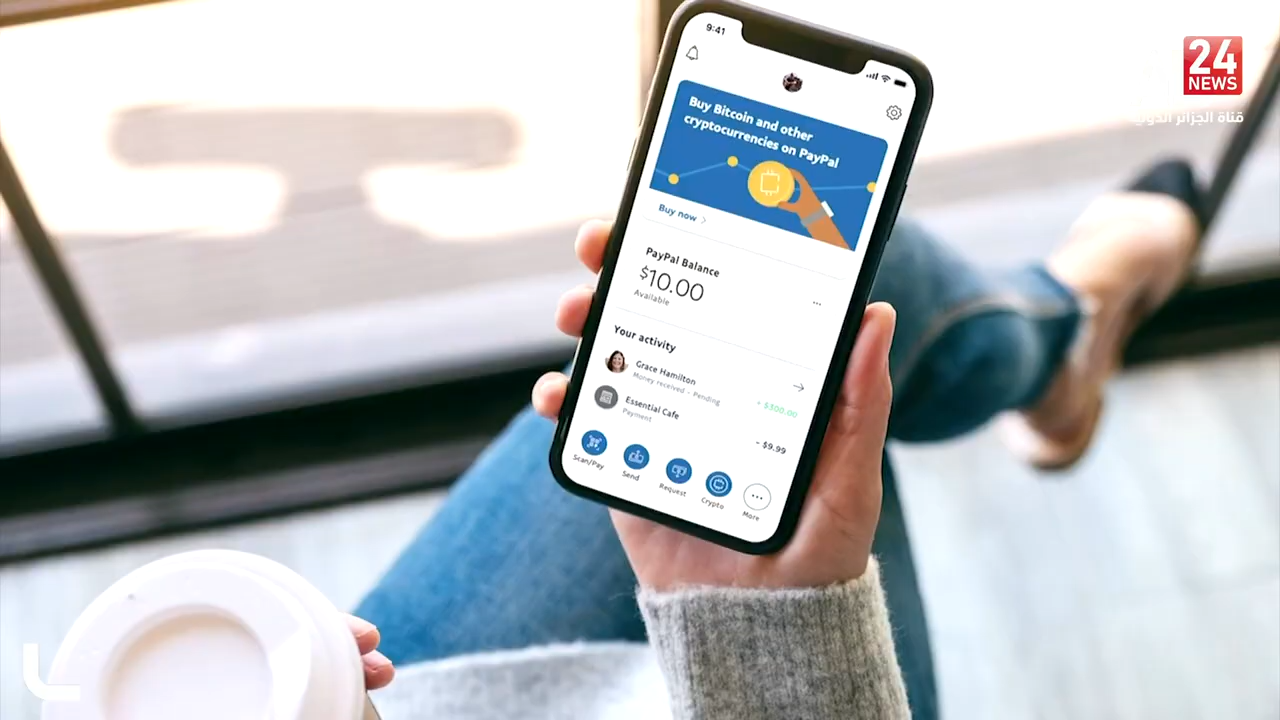 9:41
24
NEWS
قناة الجزائر الدولية
Buy Bitcoin and other
cryptocurrencies on PayPal
Buy now
PayPal Balance
$10.00
Available
Your activity
Grace Hamilton
Money received - Pending
+ $300.00
Essential Cafe
Payment
- $9.99
Scan/Pay
Send
Request
Crypto
More